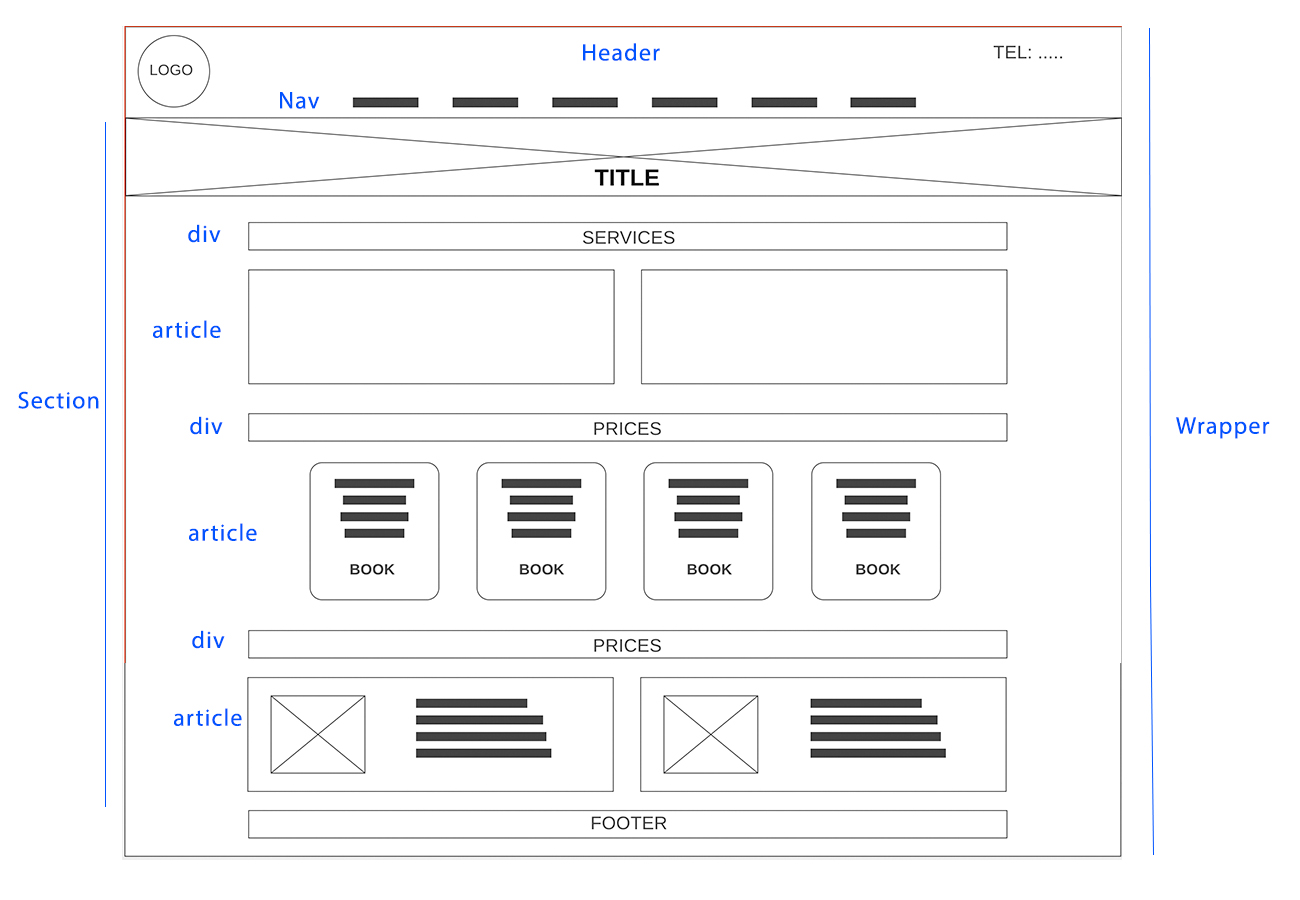 LOGO
Header
TEL: .....
Nav
TITLE
div
SERVICES
article
Section
div
PRICES
Wrapper
article
BOOK BOOK BOOK BOOK
div
PRICES
article
FOOTER